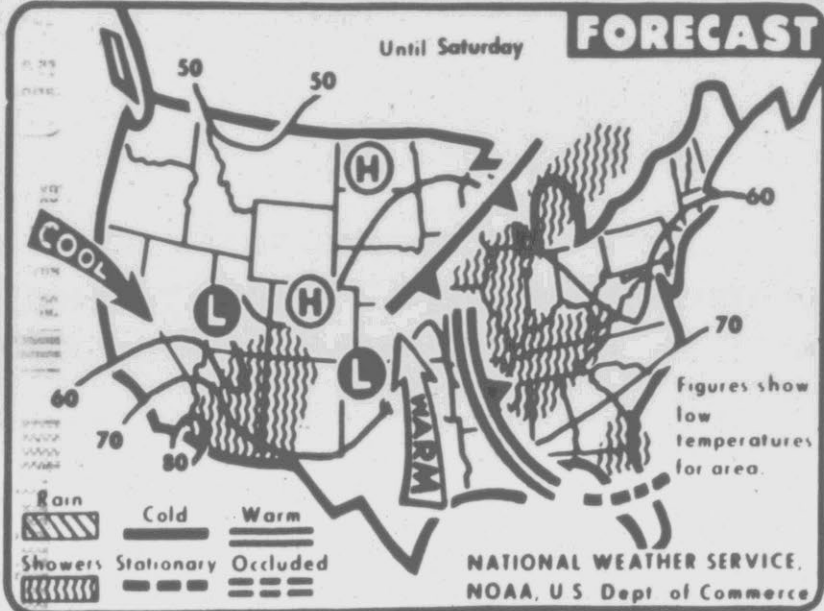 FORECAST
Until Saturday
50
50
H
60
COOL
H
L
L
70
60
70
80
WARM
Figures show
low
temperatures
for area.
Rain
Cold
Warm
Showers
Stationary
Occluded
NATIONAL WEATHER SERVICE,
NOAA, U.S. Dept. of Commerce